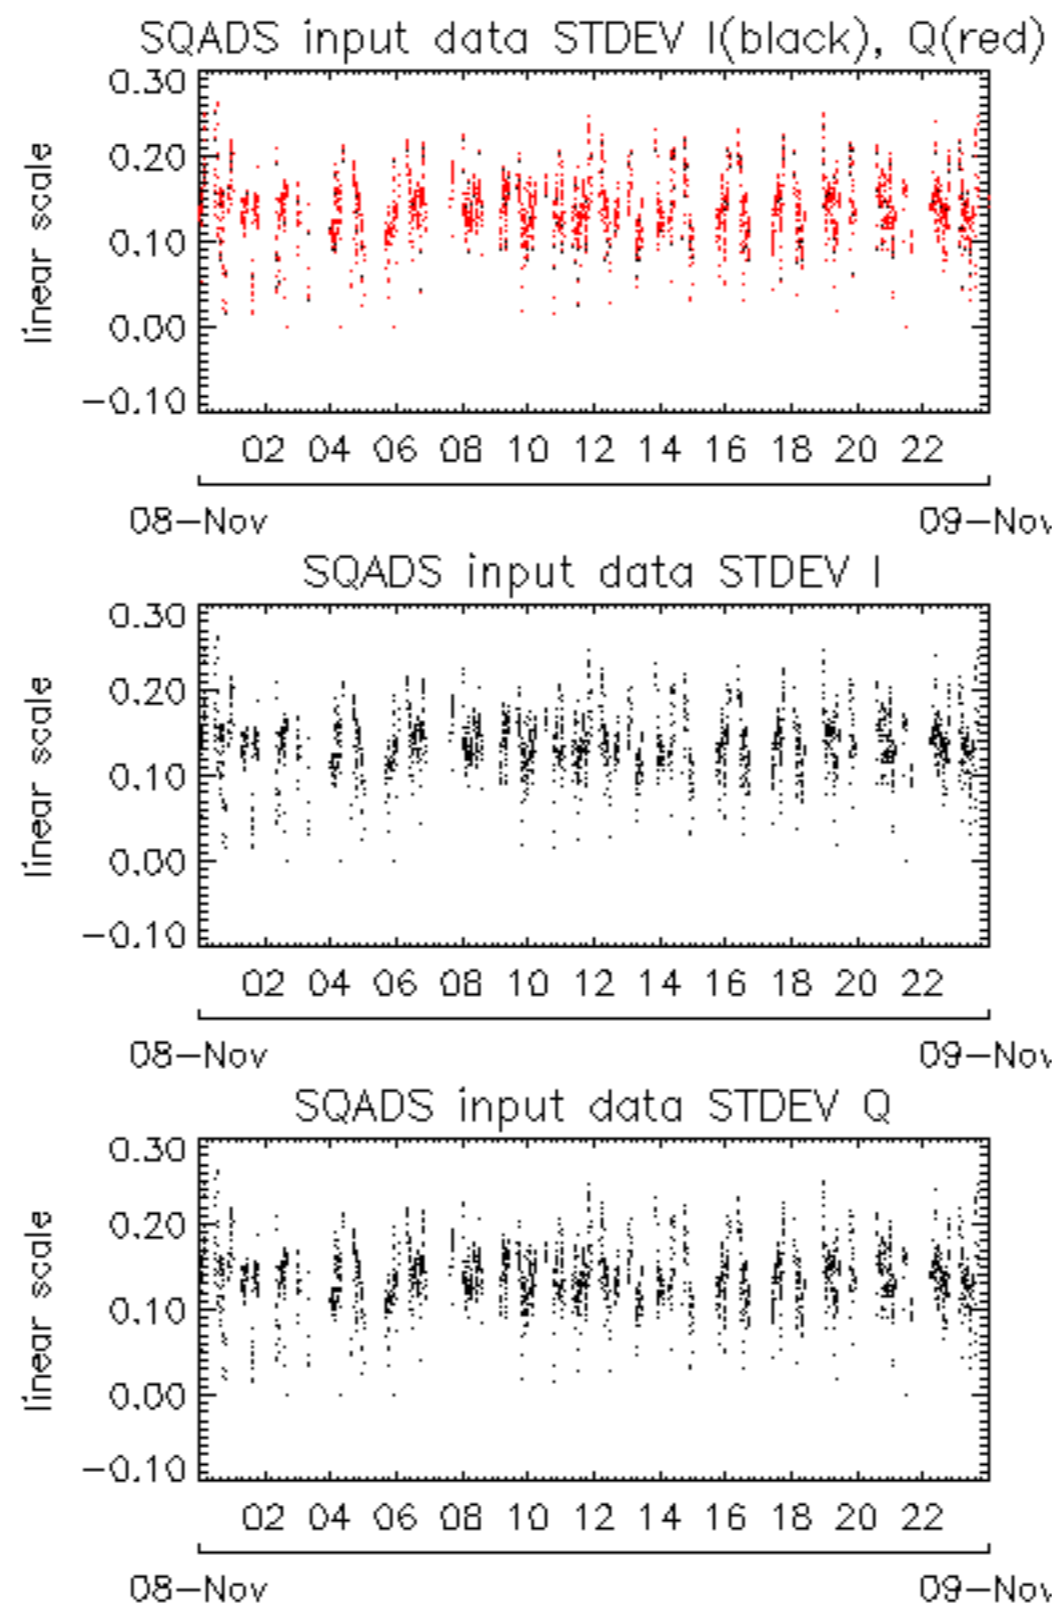 SQADS input data STDEV I(black), Q(red)
linear scale
0.30
0.20
0.10
0.00
−0.10
02 04 06 08 10 12 14 16 18 20 22
08−Nov 09−Nov
SQADS input data STDEV I
linear scale
0.30
0.20
0.10
0.00
−0.10
02 04 06 08 10 12 14 16 18 20 22
08−Nov 09−Nov
SQADS input data STDEV Q
linear scale
0.30
0.20
0.10
0.00
−0.10
02 04 06 08 10 12 14 16 18 20 22
08−Nov 09−Nov